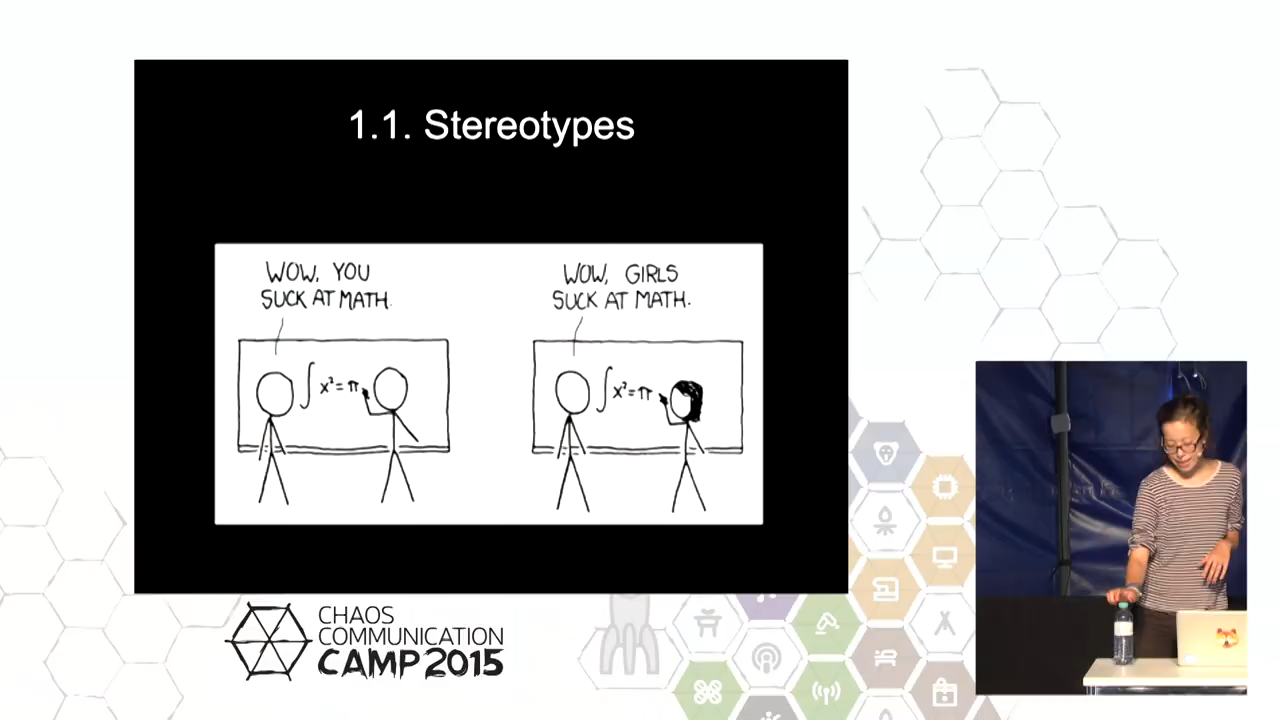 1.1. Stereotypes
WOW, YOU
SUCK AT MATH.
WOW, GIRLS
SUCK AT MATH.
∫x²=π
∫x²=π
CHAOS
COMMUNICATION
CAMP 2015